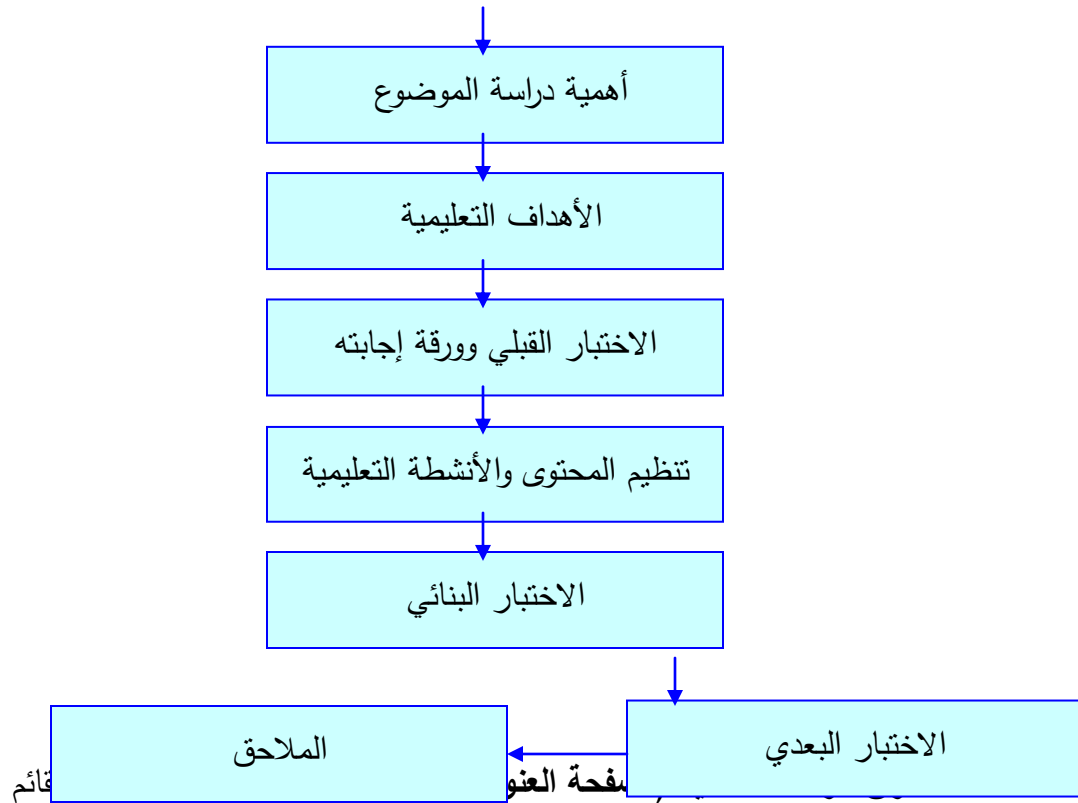 أهمية دراسة الموضوع
الأهداف التعليمية
الاختبار القبلي وورقة إجابته
تنظيم المحتوى والأنشطة التعليمية
الاختبار البنائي
الاختبار البعدي
الملاحق